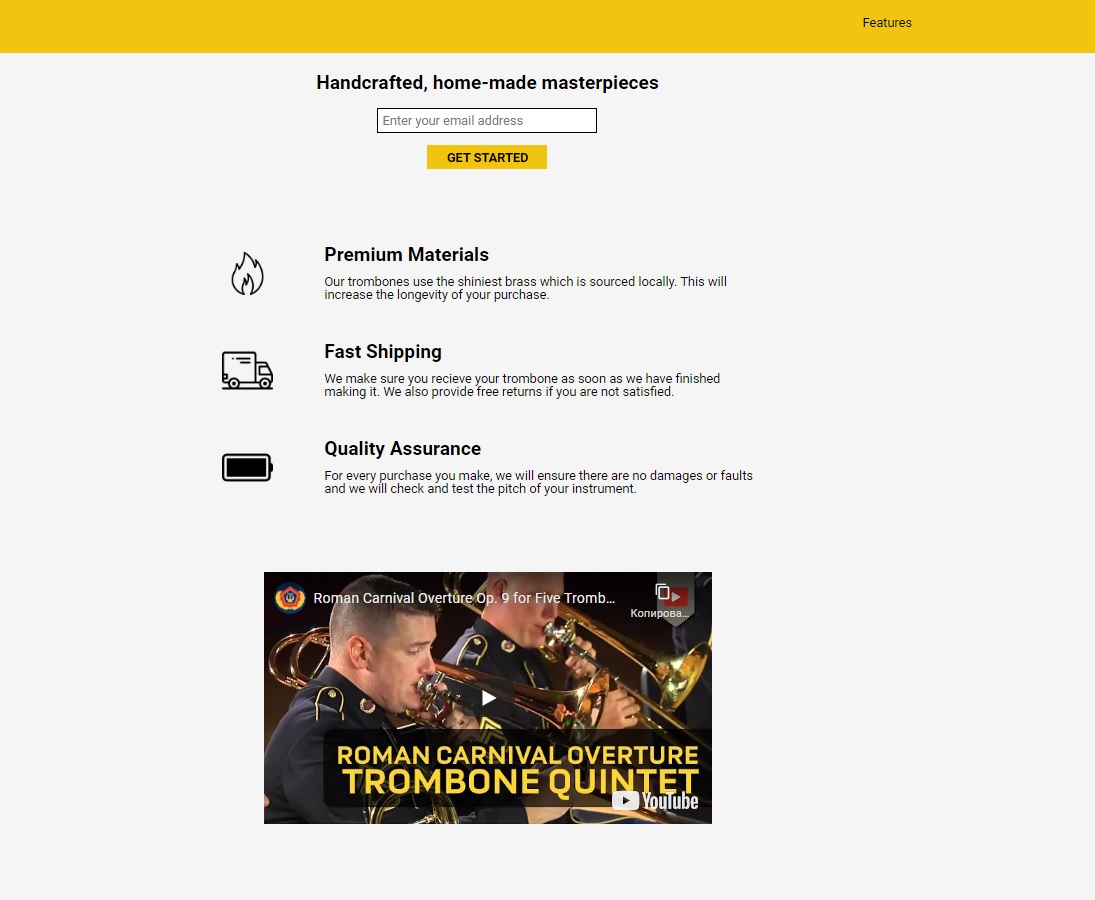 Features
Handcrafted, home-made masterpieces
Enter your email address
GET STARTED
Premium Materials
Our trombones use the shiniest brass which is sourced locally. This will
increase the longevity of your purchase.
Fast Shipping
We make sure you recieve your trombone as soon as we have finished
making it. We also provide free returns if you are not satisfied.
Quality Assurance
For every purchase you make, we will ensure there are no damages or faults
and we will check and test the pitch of your instrument.
Roman Carnival Overture Op. 9 for Five Tromb...
Копирова...
ROMAN CARNIVAL OVERTURE
TROMBONE QUINTET
YouTube